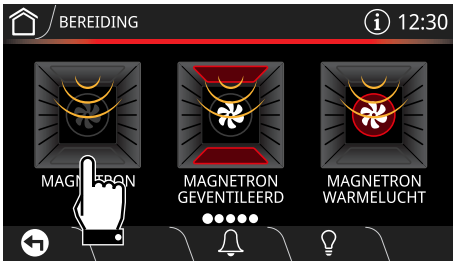 BEREIDING
i 12:30
MAGNETRON
MAGNETRON
GEVENTILEERD
MAGNETRON
WARMELUCHT